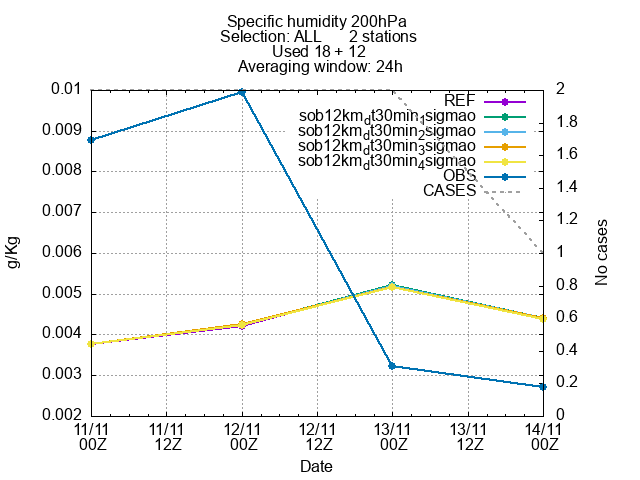 Specific humidity 200hPa
Selection: ALL 2 stations
Used 18 + 12
Averaging window: 24h
0.01
0.009
0.008
0.007
0.006
0.005
0.004
0.003
0.002
g/Kg
REF
sob12km_dt30min_1sigmao
sob12km_dt30min_2sigmao
sob12km_dt30min_3sigmao
sob12km_dt30min_4sigmao
OBS
CASES
2
1.8
1.6
1.4
1.2
1
0.8
0.6
0.4
0.2
0
No cases
11/11 11/11 12/11 12/11 13/11 13/11 14/11
00Z 12Z 00Z 12Z 00Z 12Z 00Z
Date